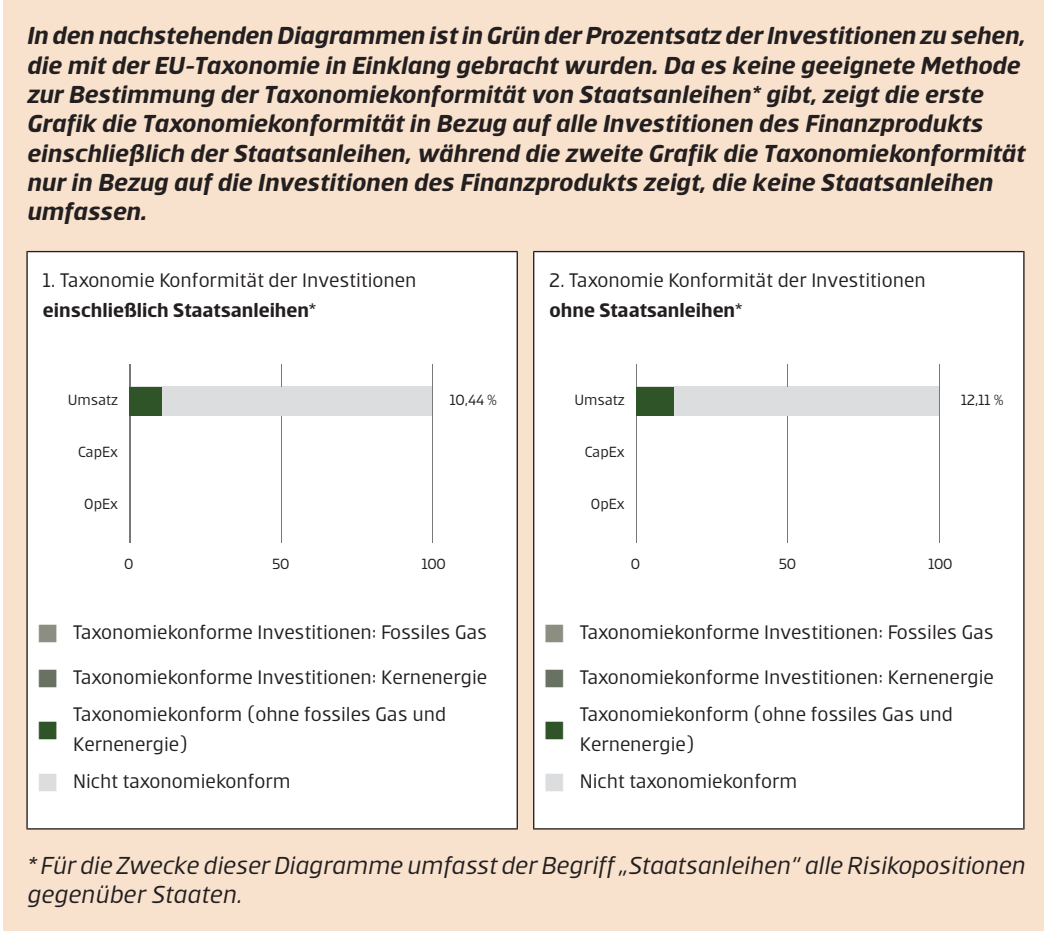 In den nachstehenden Diagrammen ist in Grün der Prozentsatz der Investitionen zu sehen,
die mit der EU-Taxonomie in Einklang gebracht wurden. Da es keine geeignete Methode
zur Bestimmung der Taxonomiekonformität von Staatsanleihen* gibt, zeigt die erste
Grafik die Taxonomiekonformität in Bezug auf alle Investitionen des Finanzprodukts
einschließlich der Staatsanleihen, während die zweite Grafik die Taxonomiekonformität
nur in Bezug auf die Investitionen des Finanzprodukts zeigt, die keine Staatsanleihen
umfassen.
1. Taxonomie Konformität der Investitionen
einschließlich Staatsanleihen*
Umsatz 10,44 %
CapEx
OpEx
0 50 100
Taxonomiekonforme Investitionen: Fossiles Gas
Taxonomiekonforme Investitionen: Kernenergie
Taxonomiekonform (ohne fossiles Gas und
Kernenergie)
Nicht taxonomiekonform
2. Taxonomie Konformität der Investitionen
ohne Staatsanleihen*
Umsatz 12,11 %
CapEx
OpEx
0 50 100
Taxonomiekonforme Investitionen: Fossiles Gas
Taxonomiekonforme Investitionen: Kernenergie
Taxonomiekonform (ohne fossiles Gas und
Kernenergie)
Nicht taxonomiekonform
* Für die Zwecke dieser Diagramme umfasst der Begriff „Staatsanleihen“ alle Risikopositionen
gegenüber Staaten.